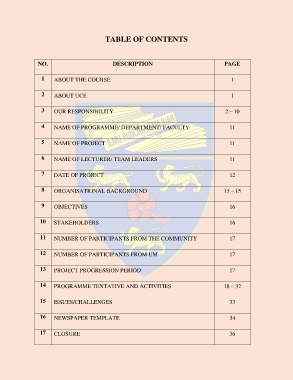 TABLE OF CONTENTS
NO. DESCRIPTION PAGE
1 ABOUT THE COURSE 1
2 ABOUT UCE 1
3 OUR RESPONSIBILITY 2 – 10
4 NAME OF PROGRAMME/ DEPARTMENT/ FACULTY 11
5 NAME OF PROJECT 11
6 NAME OF LECTURER/ TEAM LEADERS 11
7 DATE OF PROJECT 12
8 ORGANISATIONAL BACKGROUND 13 – 15
9 OBJECTIVES 16
10 STAKEHOLDERS 16
11 NUMBER OF PARTICIPANTS FROM THE COMMUNITY 17
12 NUMBER OF PARTICIPANTS FROM UM 17
13 PROJECT PROGRESSION PERIOD 17
14 PROGRAMME TENTATIVE AND ACTIVITIES 18 – 32
15 ISSUES/CHALLENGES 33
16 NEWSPAPER TEMPLATE 34
17 CLOSURE 36